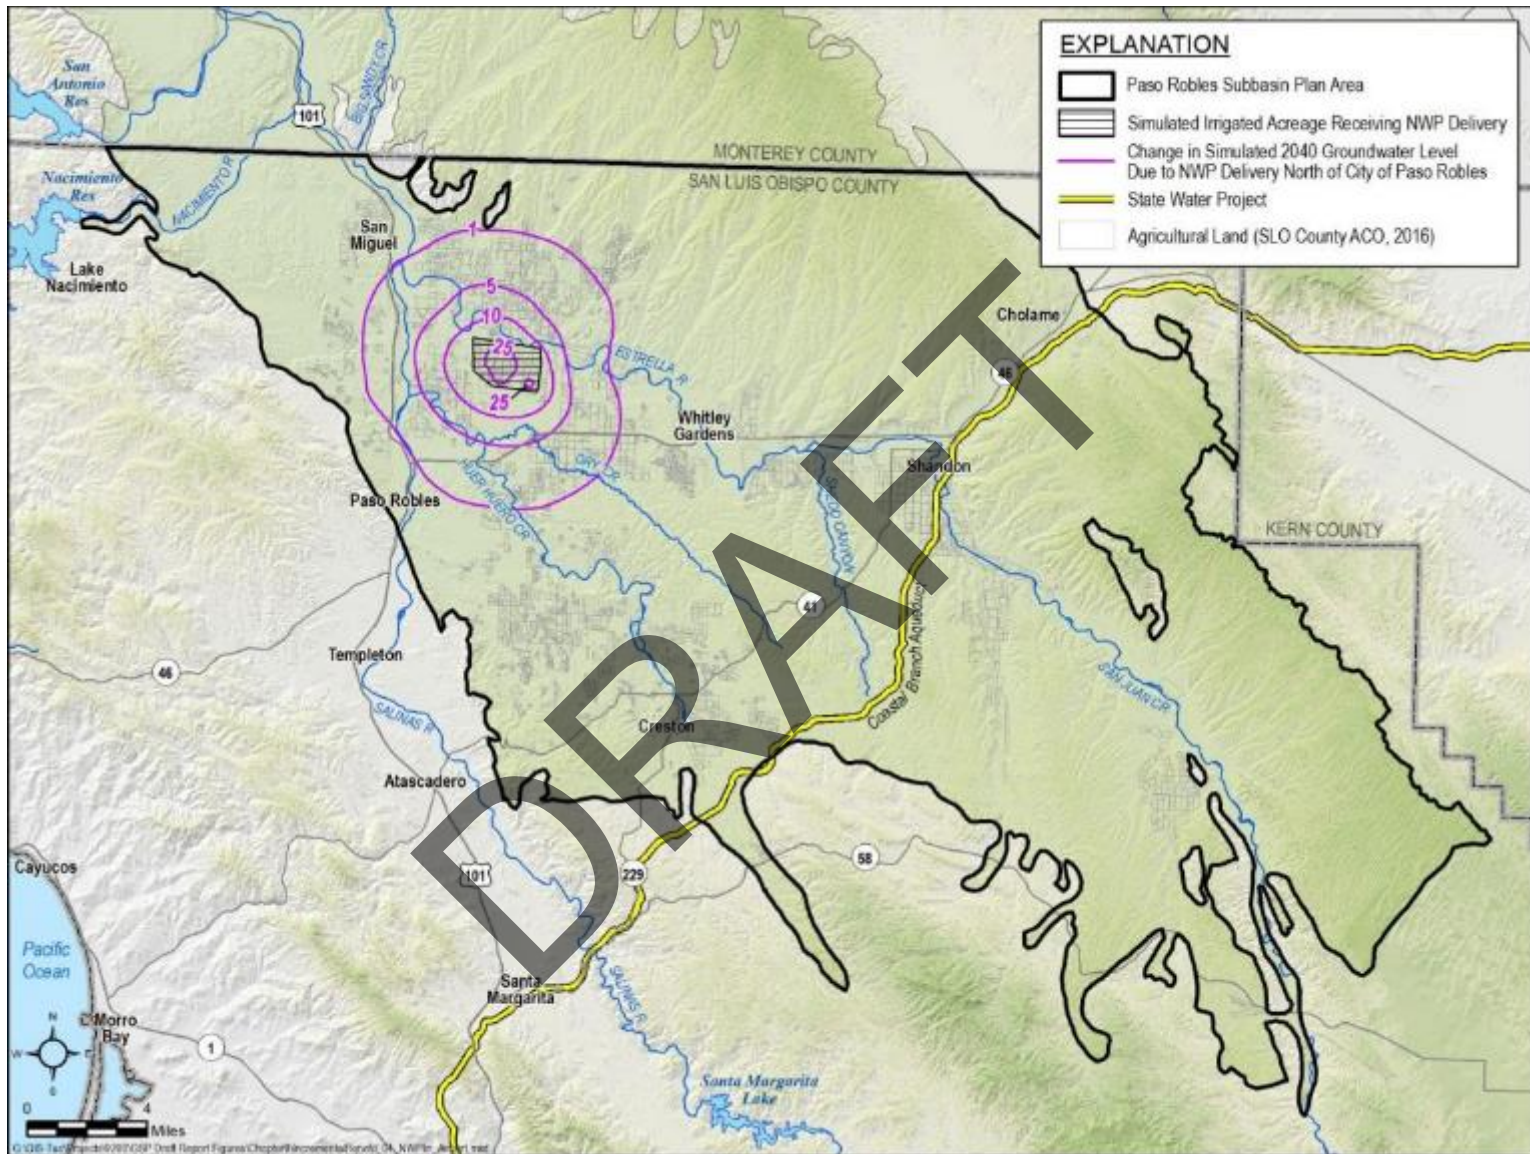 EXPLANATION
Paso Robles Subbasin Plan Area
Simulated Irrigated Acreage Receiving NWP Delivery
Change in Simulated 2040 Groundwater Level
Due to NWP Delivery North of City of Paso Robles
State Water Project
Agricultural Land (SLO County ACO, 2016)
San
Antonio
Res
101
BIG SANDY CR
MONTEREY COUNTY
SAN LUIS OBISPO COUNTY
Nacimiento
Res
NACIMIENTO R
San
Miguel
1
Lake
Nacimiento
5
10
25
25
Cholame
ESTRELLA R
46
Whitley
Gardens
Shandon
DRY CR
HUER HUERO CR
Paso Robles
KERN COUNTY
41
Templeton
46
Coastal Branch Aqueduct
SAN JUAN CR
SALINAS R
Creston
Atascadero
DRAFT
58
101
229
Cayucos
Pacific
Ocean
Santa
Margarita
SALINAS R
N
W
E
S
Morro
Bay
1
Santa Margarita
Lake
0
4
Miles